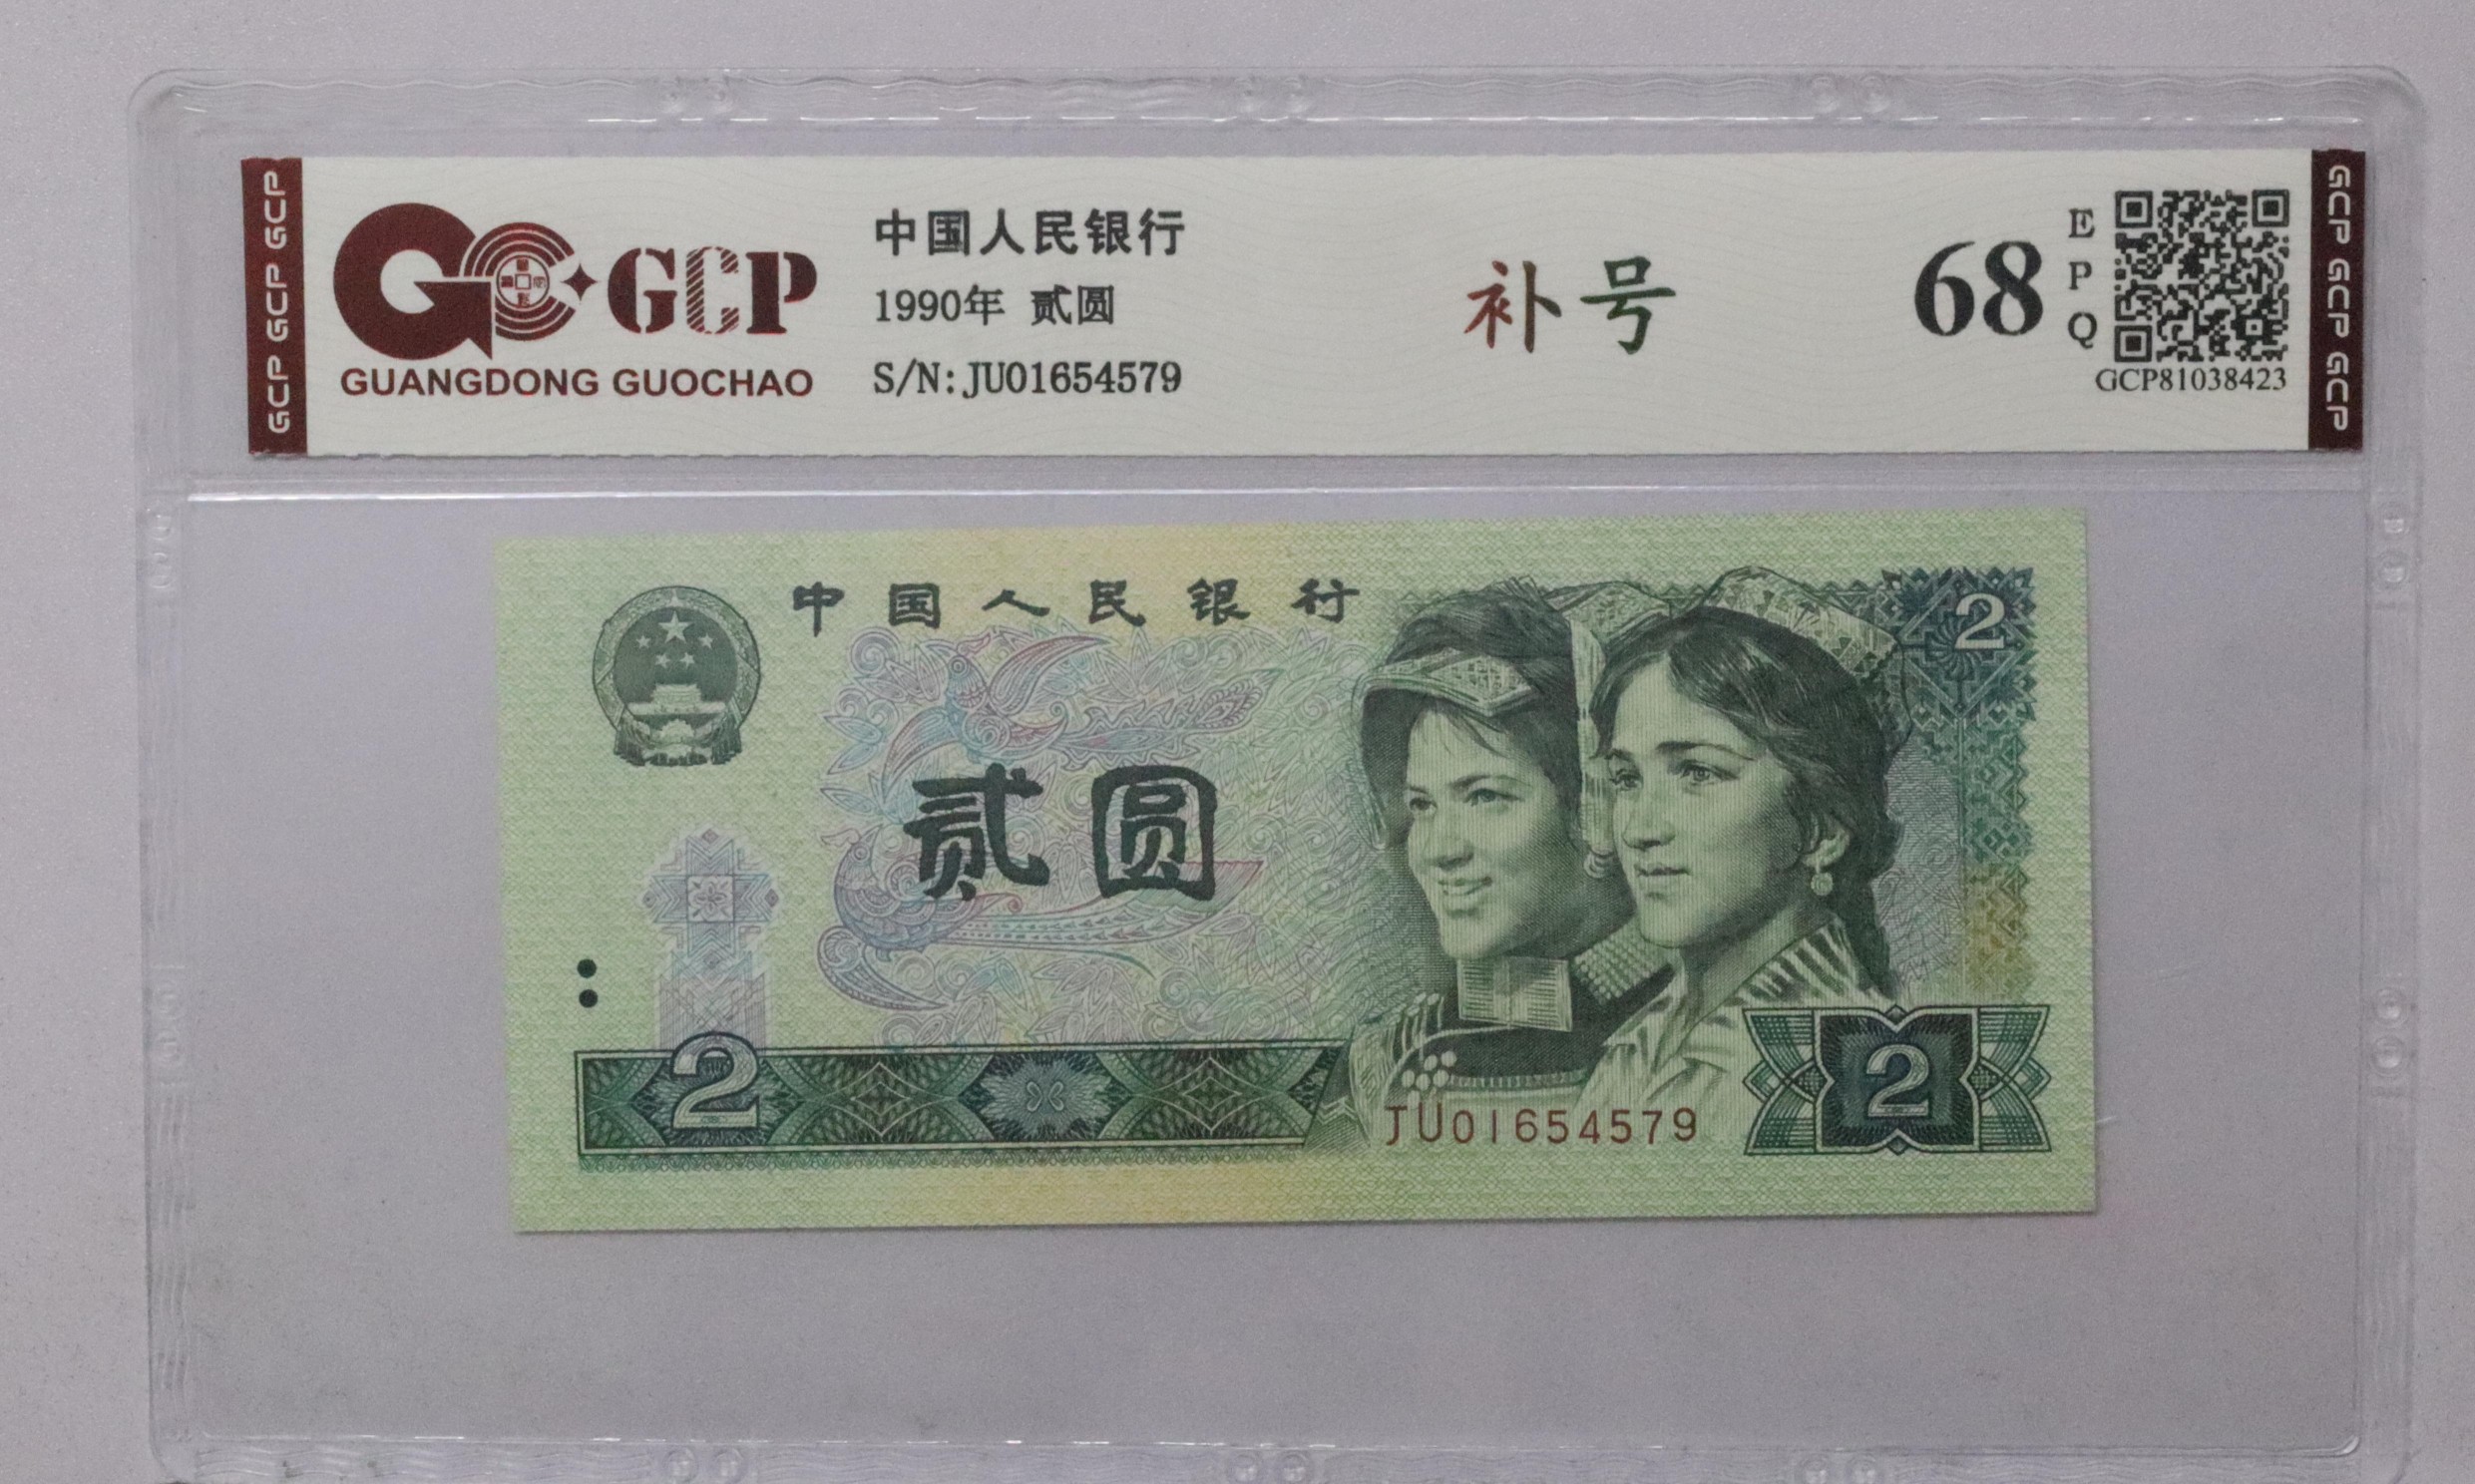 GCP GCP GCP
GCP
GUANGDONG GUOCHAO
中国人民银行
1990年 贰圆
S/N:JU01654579
补号
68
EPQ
GCP81038423
GCP GCP GCP
中国人民银行
2
贰圆
2
JU01654579
2